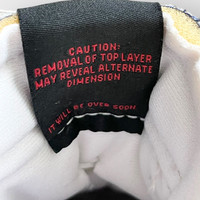 CAUTION:
REMOVAL OF TOP LAYER
MAY REVEAL ALTERNATE
DIMENSION
IT WILL BE OVER SOON.